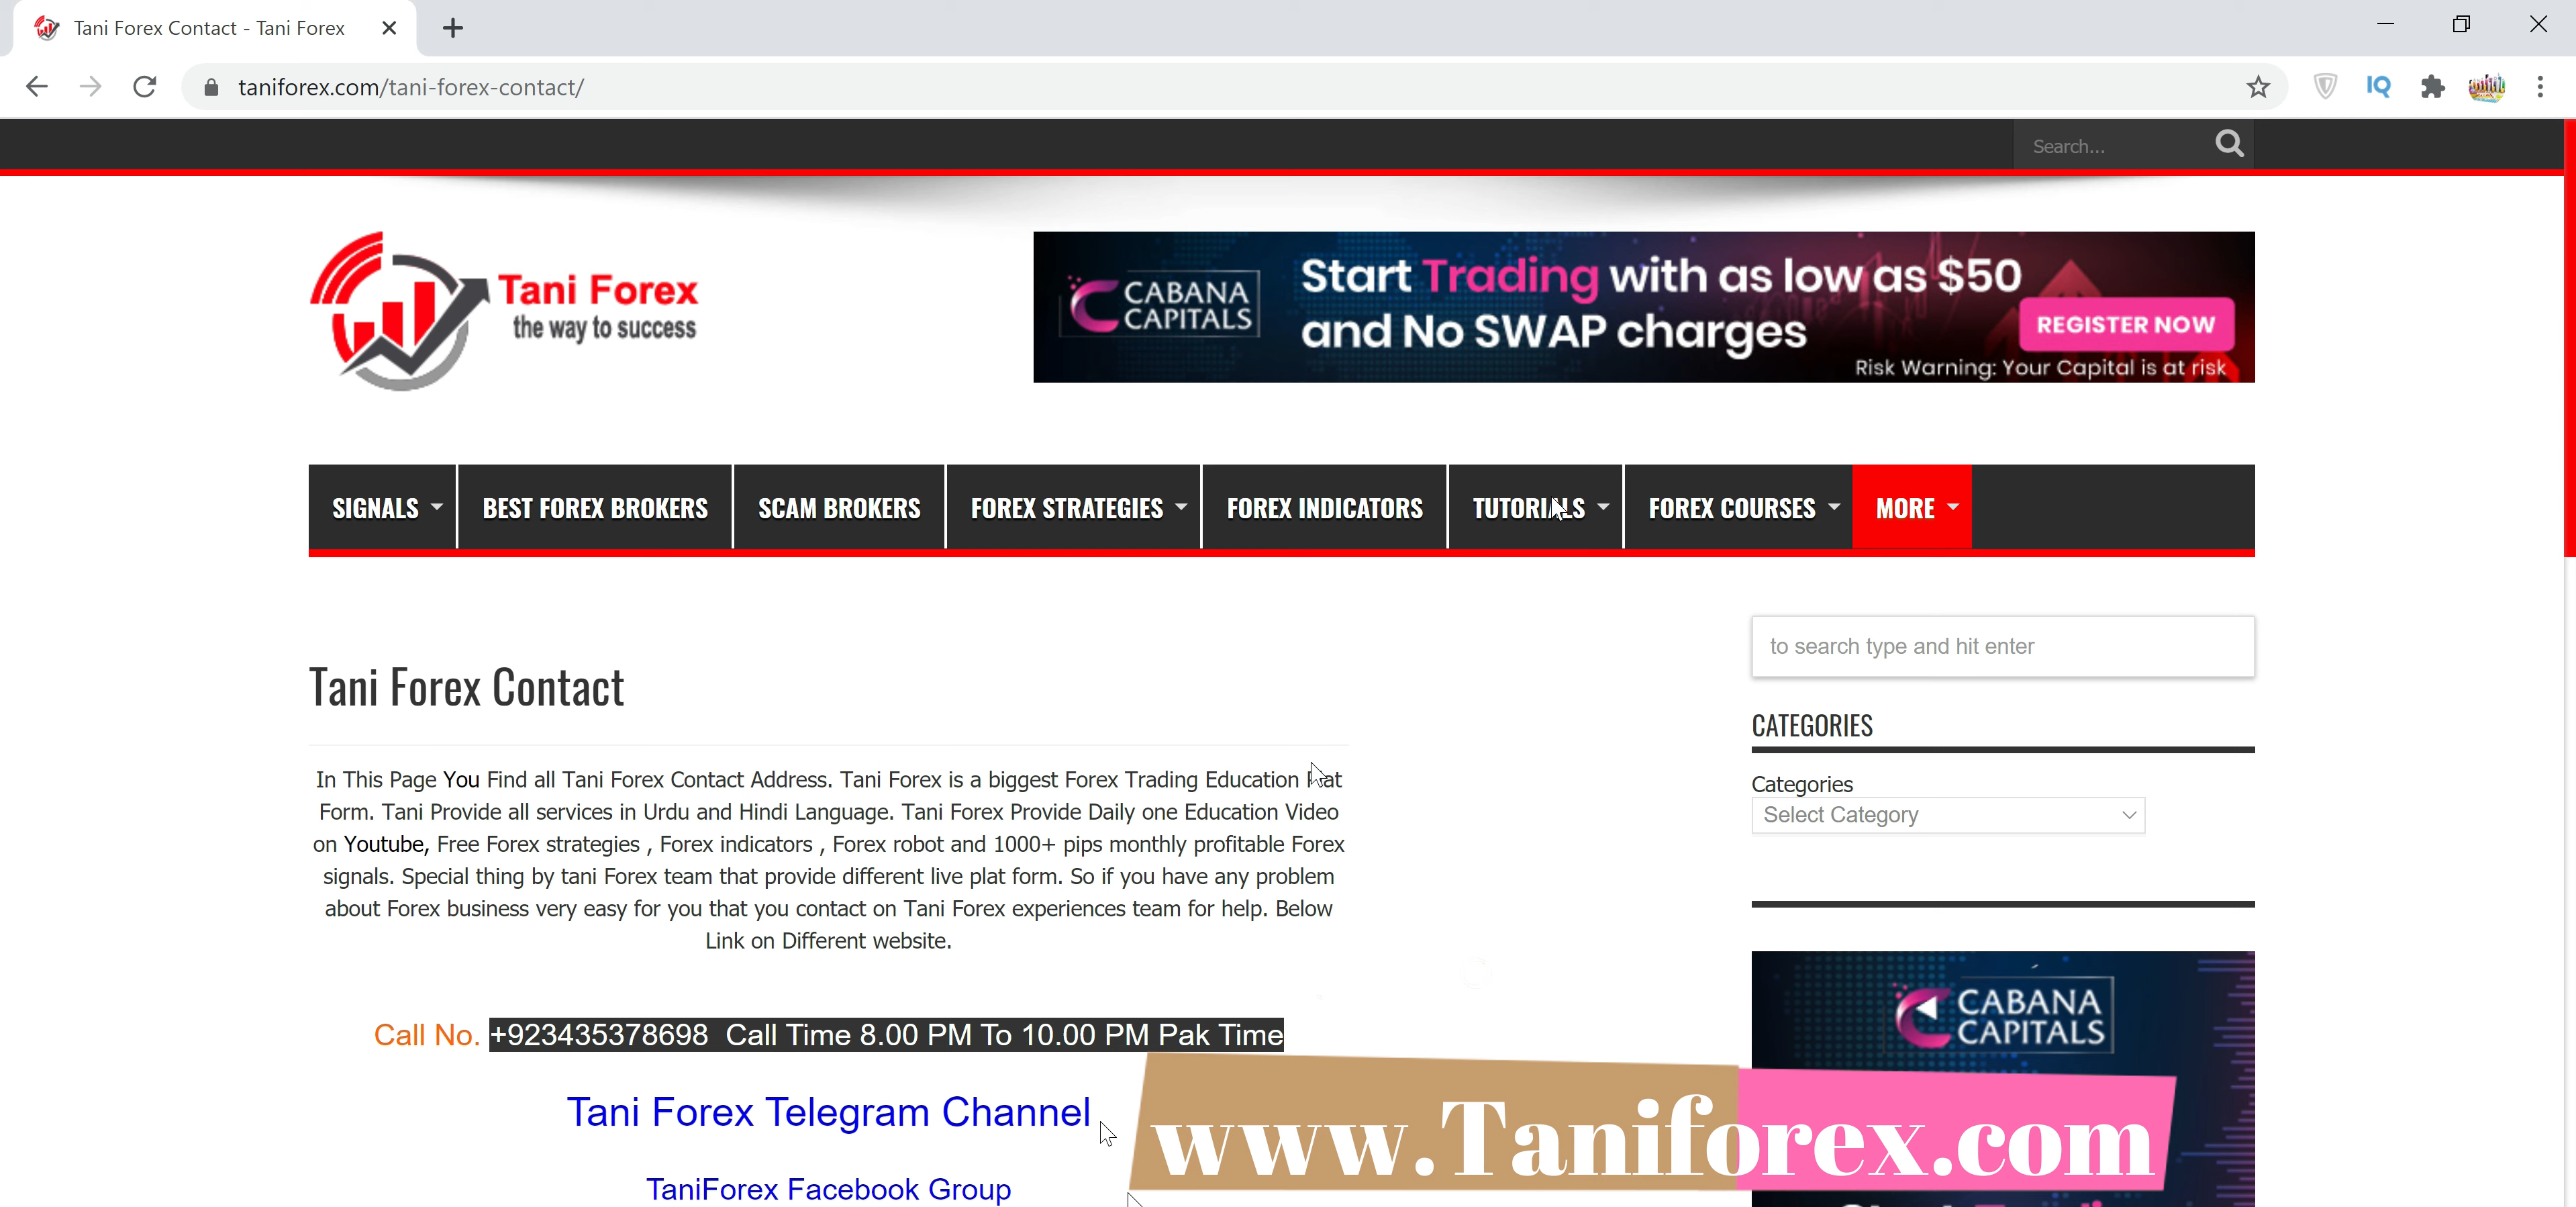 Tani Forex Contact - Tani Forex
taniforex.com/tani-forex-contact/
IQ
Search...
Tani Forex
the way to success
CABANA CAPITALS
Start Trading with as low as $50
and No SWAP charges
REGISTER NOW
Risk Warning: Your Capital is at risk
SIGNALS
BEST FOREX BROKERS
SCAM BROKERS
FOREX STRATEGIES
FOREX INDICATORS
TUTORIALS
FOREX COURSES
MORE
Tani Forex Contact
In This Page You Find all Tani Forex Contact Address. Tani Forex is a biggest Forex Trading Education Plat
Form. Tani Provide all services in Urdu and Hindi Language. Tani Forex Provide Daily one Education Video
on Youtube, Free Forex strategies , Forex indicators , Forex robot and 1000+ pips monthly profitable Forex
signals. Special thing by tani Forex team that provide different live plat form. So if you have any problem
about Forex business very easy for you that you contact on Tani Forex experiences team for help. Below
Link on Different website.
Call No. +923435378698 Call Time 8.00 PM To 10.00 PM Pak Time
Tani Forex Telegram Channel
TaniForex Facebook Group
to search type and hit enter
CATEGORIES
Categories
Select Category
CABANA
CAPITALS
www.Taniforex.com